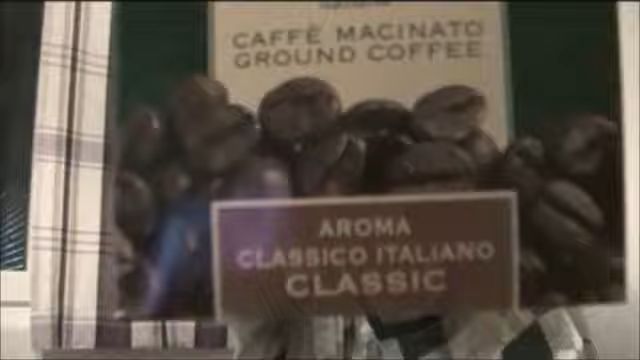 CAFFÈ MACINATO
GROUND COFFEE
AROMA
CLASSICO ITALIANO
CLASSIC